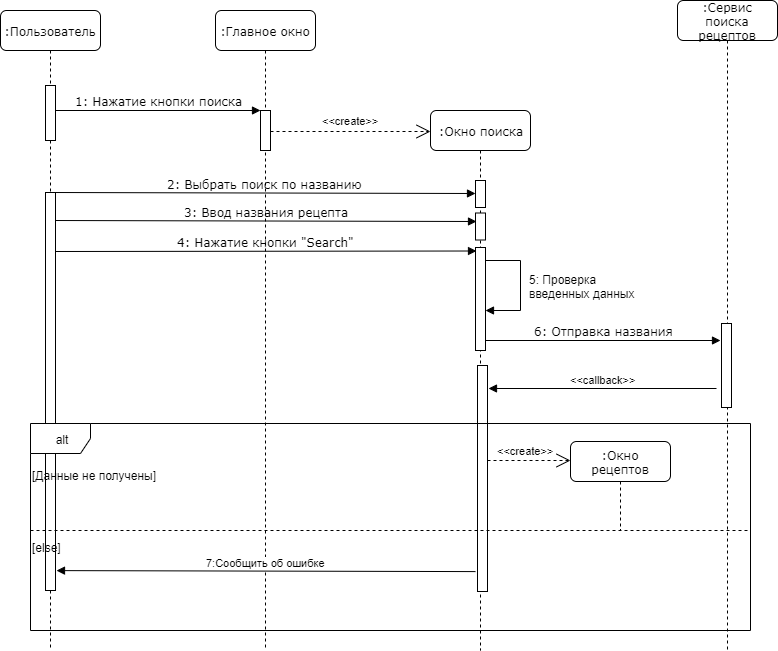 :Пользователь
:Главное окно
:Сервис
поиска
рецептов
1: Нажатие кнопки поиска
<<create>>
:Окно поиска
2: Выбрать поиск по названию
3: Ввод названия рецепта
4: Нажатие кнопки "Search"
5: Проверка
введенных данных
6: Отправка названия
<<callback>>
alt
<<create>>
:Окно
рецептов
[Данные не получены]
[else]
7:Сообщить об ошибке